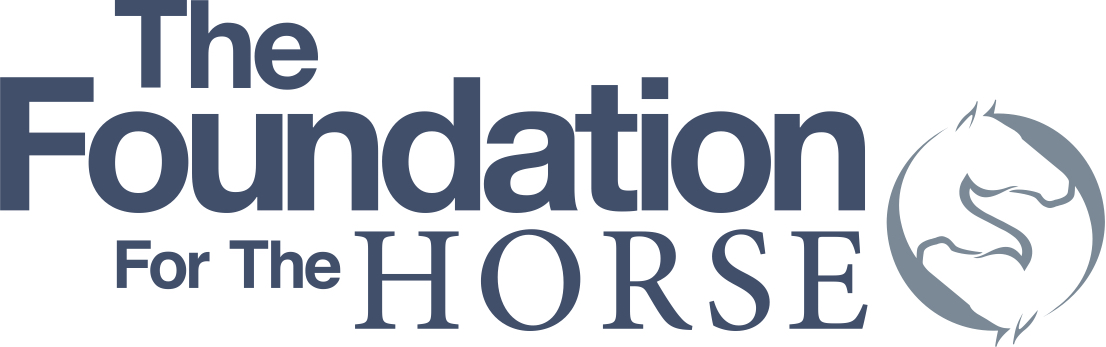 The
Foundation
For The HORSE